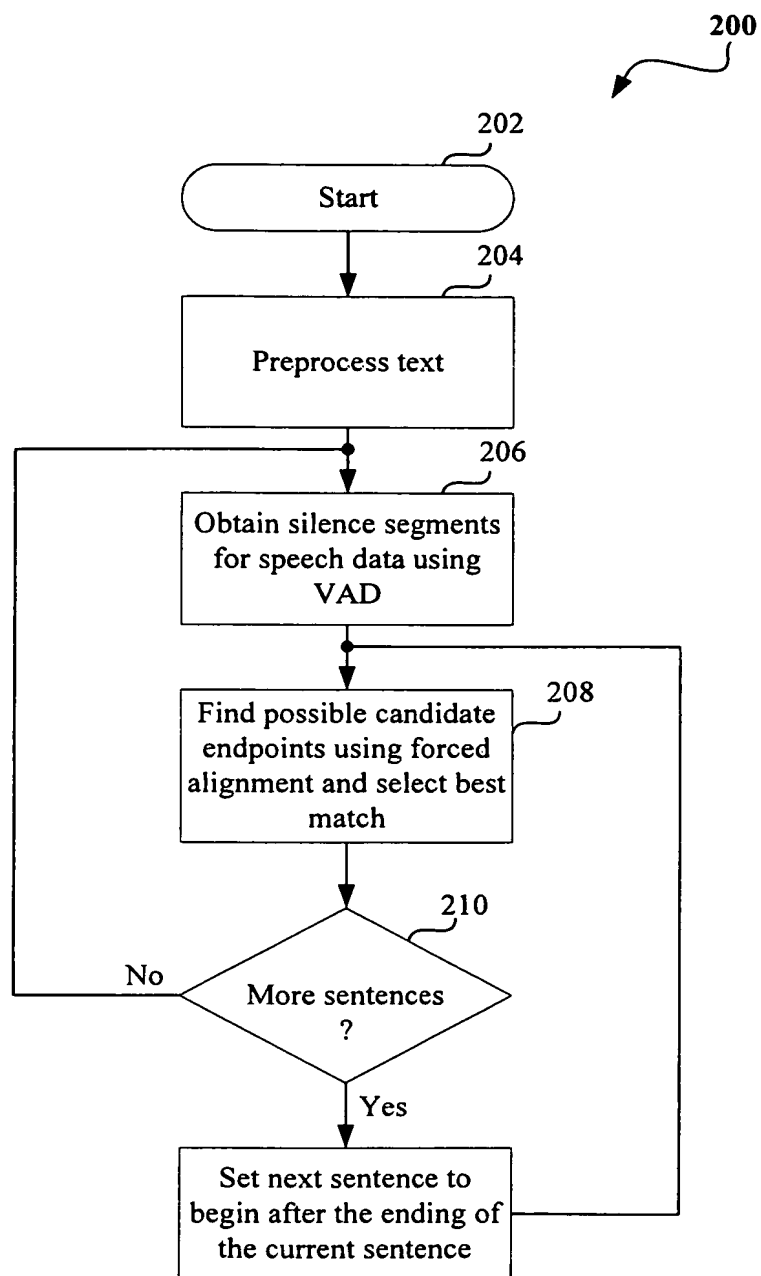 200
202
Start
204
Preprocess text
206
Obtain silence segments
for speech data using
VAD
208
Find possible candidate
endpoints using forced
alignment and select best
match
210
No
More sentences
?
Yes
Set next sentence to
begin after the ending of
the current sentence